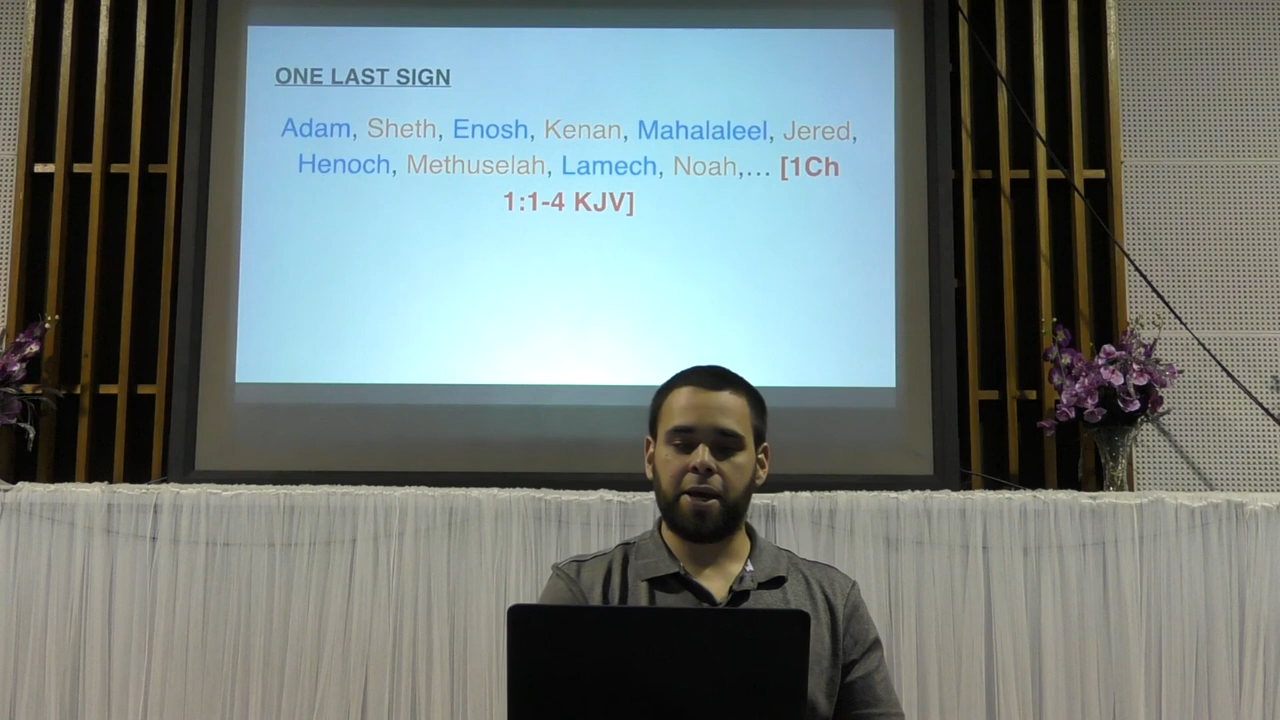 ONE LAST SIGN
Adam, Sheth, Enosh, Kenan, Mahalaleel, Jered,
Henoch, Methuselah, Lamech, Noah,… [1Ch
1:1-4 KJV]